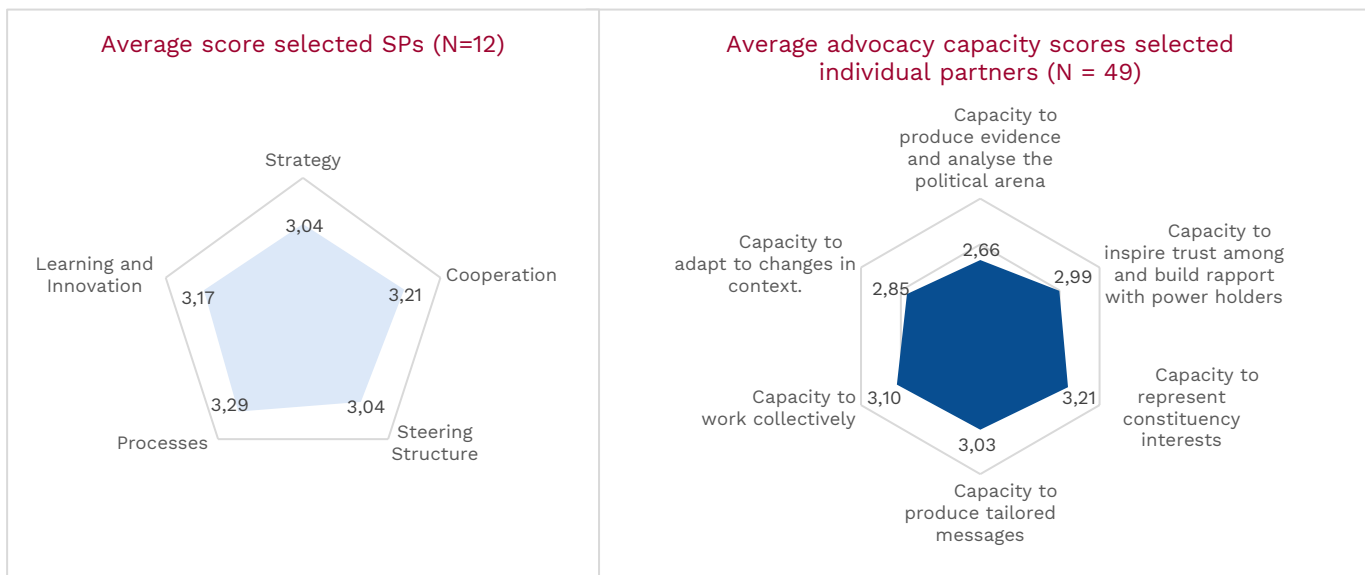 Average score selected SPs (N=12)
Strategy
3,04
Learning and
Innovation
3,17
Cooperation
3,21
3,29
3,04
Processes
Steering
Structure
Average advocacy capacity scores selected
individual partners (N = 49)
Capacity to
produce evidence
and analyse the
political arena
2,66
Capacity to
adapt to changes in
context.
2,85
Capacity to
inspire trust among
and build rapport
with power holders
2,99
Capacity to
work collectively
3,10
Capacity to
represent
constituency
interests
3,21
3,03
Capacity to
produce tailored
messages